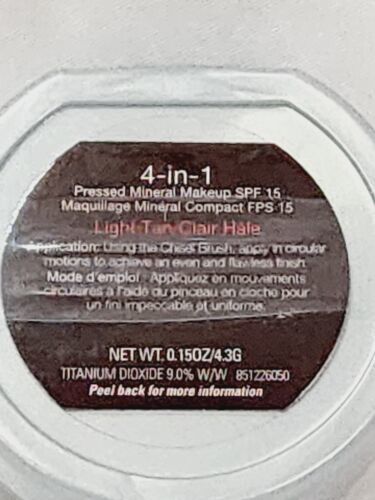 4-in-1
Pressed Mineral Makeup SPF 15
Maquillage Minéral Compact FPS 15
Light Tan Clair Hâle
Application: Using the Cheek Brush, apply in circular
motions to achieve an even and flawless finish
Mode d'emploi: Appliquez en mouvements
circulaires à l'aide du pinceau en cloche pour
un fini impeccable et uniforme.
NET WT. 0.15OZ/4.3G
TITANIUM DIOXIDE 9.0% W/W 851226050
Peel back for more information